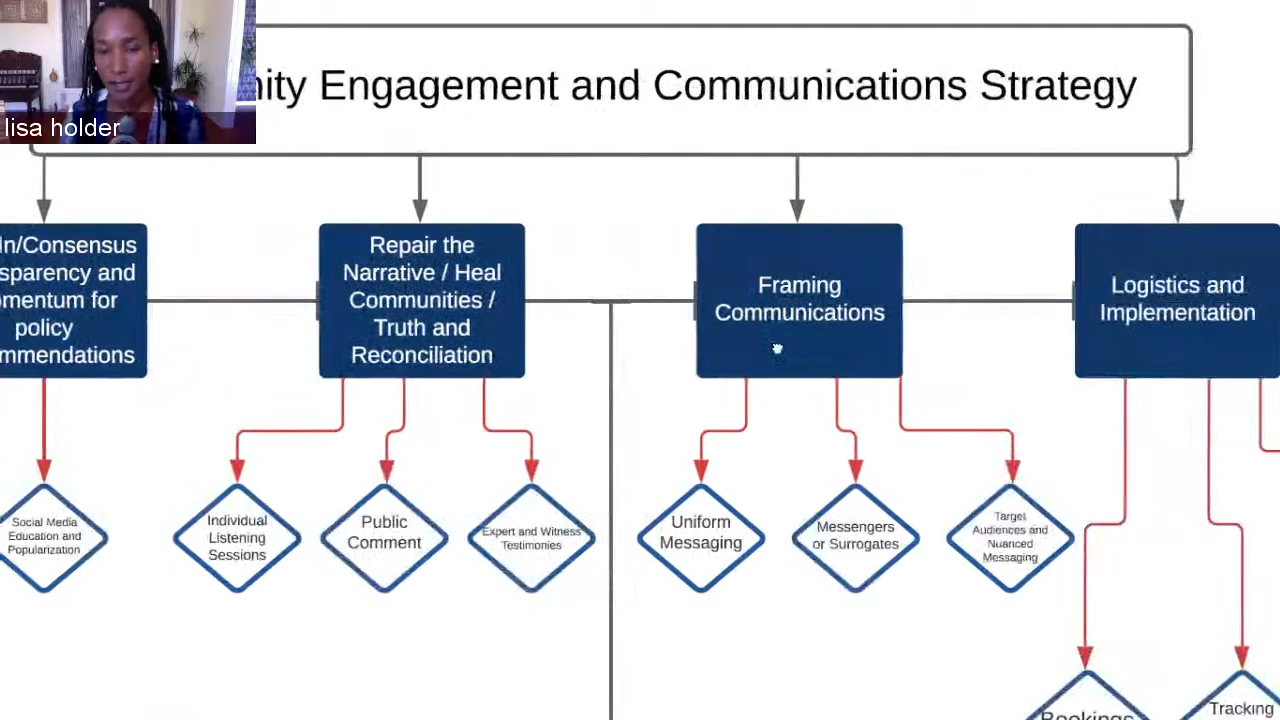 lisa holder
nity Engagement and Communications Strategy
In/Consensus
sparency and
mentum for
policy
mmendations
Repair the
Narrative / Heal
Communities /
Truth and
Reconciliation
Framing
Communications
Logistics and
Implementation
Social Media
Education and
Popularization
Individual
Listening
Sessions
Public
Comment
Expert and Witness
Testimonies
Uniform
Messaging
Messengers
or Surrogates
Target
Audiences and
Nuanced
Messaging
Bookings
Tracking